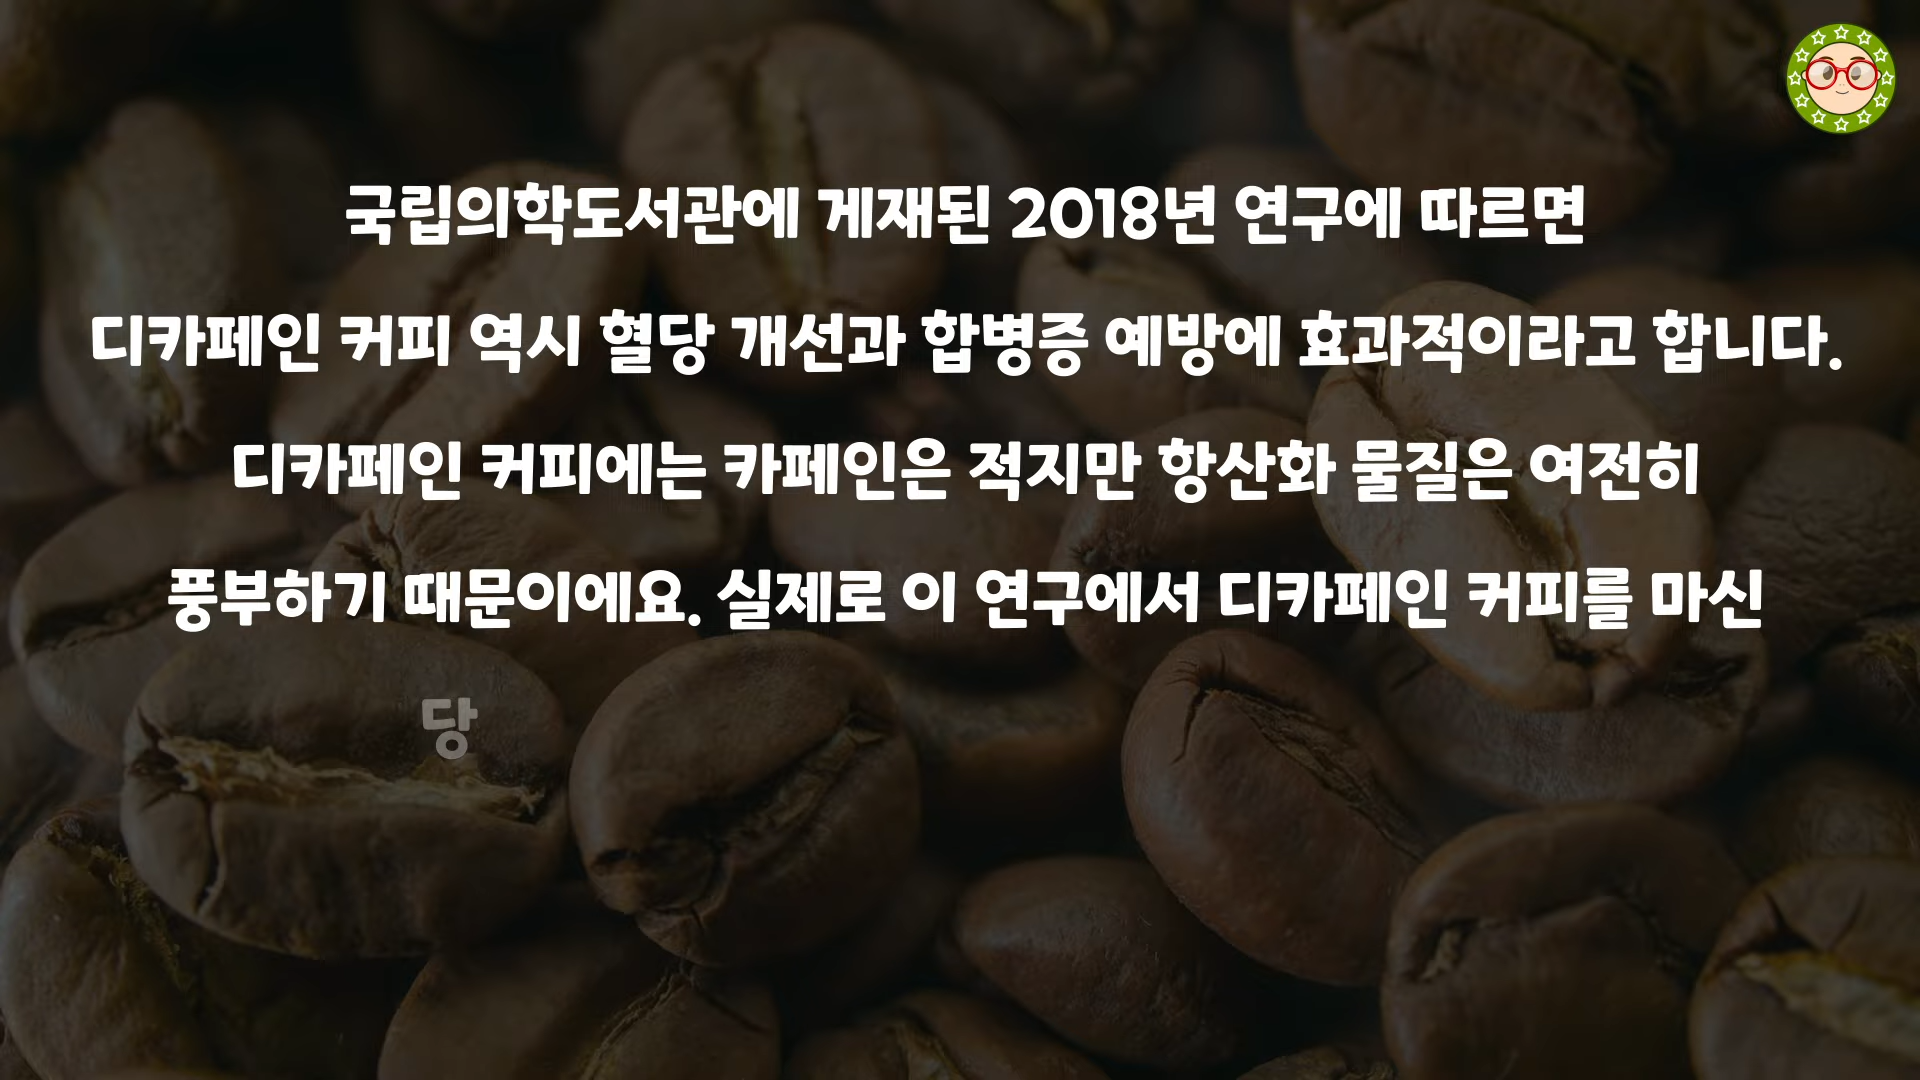 국립의학도서관에 게재된 2018년 연구에 따르면
디카페인 커피 역시 혈당 개선과 합병증 예방에 효과적이라고 합니다.
디카페인 커피에는 카페인은 적지만 항산화 물질은 여전히
풍부하기 때문이에요. 실제로 이 연구에서 디카페인 커피를 마신
당